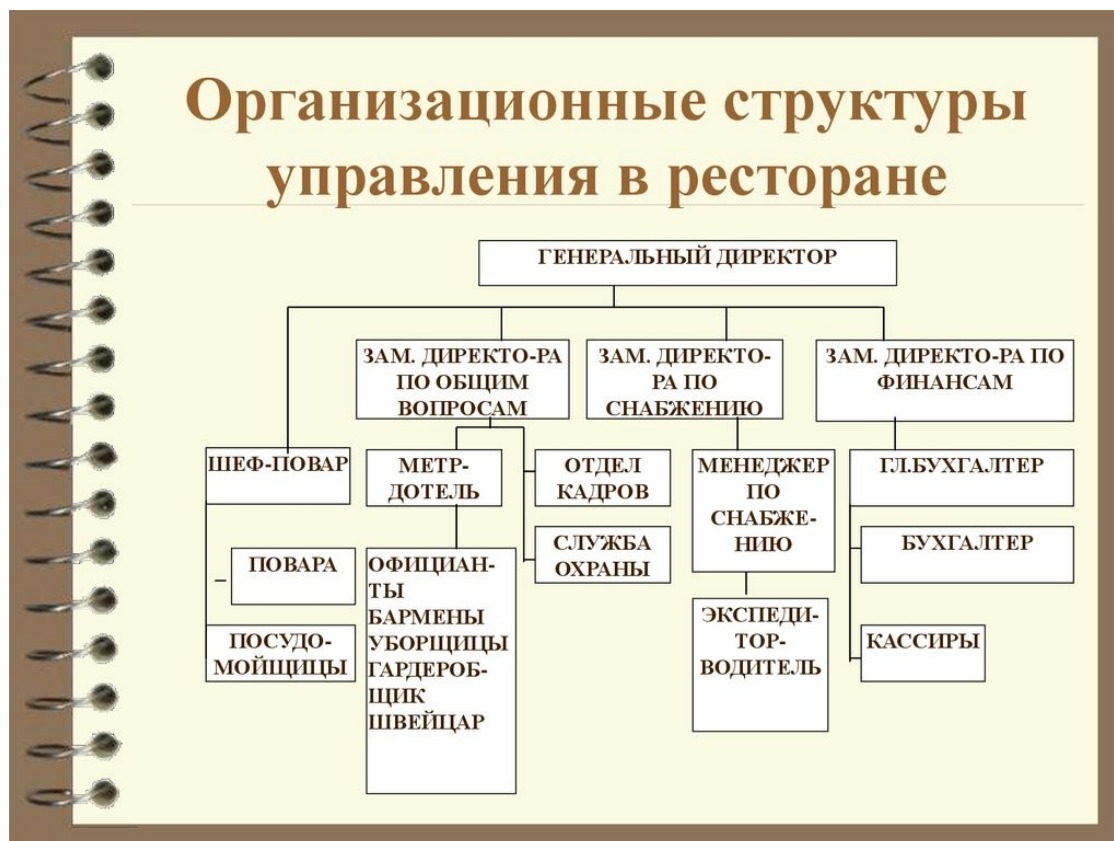 Организационные структуры
управления в ресторане
ГЕНЕРАЛЬНЫЙ ДИРЕКТОР
ЗАМ. ДИРЕКТО-РА
ПО ОБЩИМ
ВОПРОСАМ
ЗАМ. ДИРЕКТО-
РА ПО
СНАБЖЕНИЮ
ЗАМ. ДИРЕКТО-РА ПО
ФИНАНСАМ
ШЕФ-ПОВАР
МЕТР-
ДОТЕЛЬ
ОТДЕЛ
КАДРОВ
МЕНЕДЖЕР
ПО
СНАБЖЕ-
НИЮ
ГЛ.БУХГАЛТЕР
ПОВАРА
ОФИЦИАН-
ТЫ
БАРМЕНЫ
УБОРЩИЦЫ
ГАРДЕРОБ-
ЩИК
ШВЕЙЦАР
СЛУЖБА
ОХРАНЫ
БУХГАЛТЕР
ПОСУДО-
МОЙЩИЦЫ
ЭКСПЕДИ-
ТОР-
ВОДИТЕЛЬ
КАССИРЫ